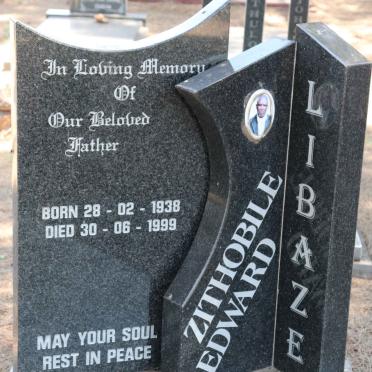 In Loving Memory
Of
Our Beloved
Father
BORN 28 - 02 - 1938
DIED 30 - 06 - 1999
MAY YOUR SOUL
REST IN PEACE
ZITHOBILE
EDWARD
LIBAZE